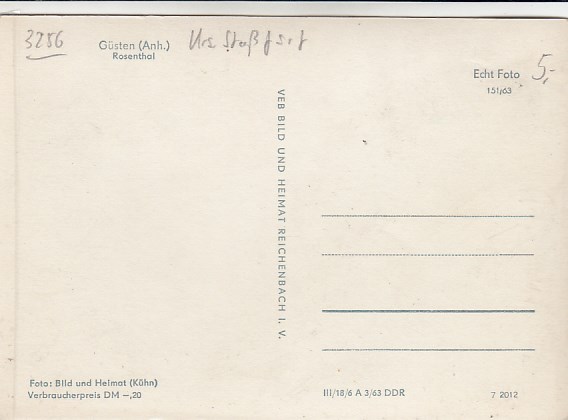 3256
Güsten (Anh.)
Rosenthal
Krs. Staßfurt
Echt Foto
151/63
5,-
VEB BILD UND HEIMAT REICHENBACH I. V.
Foto: Bild und Heimat (Kühn)
Verbraucherpreis DM —,20
III/18/6 A 3/63 DDR
7 2012